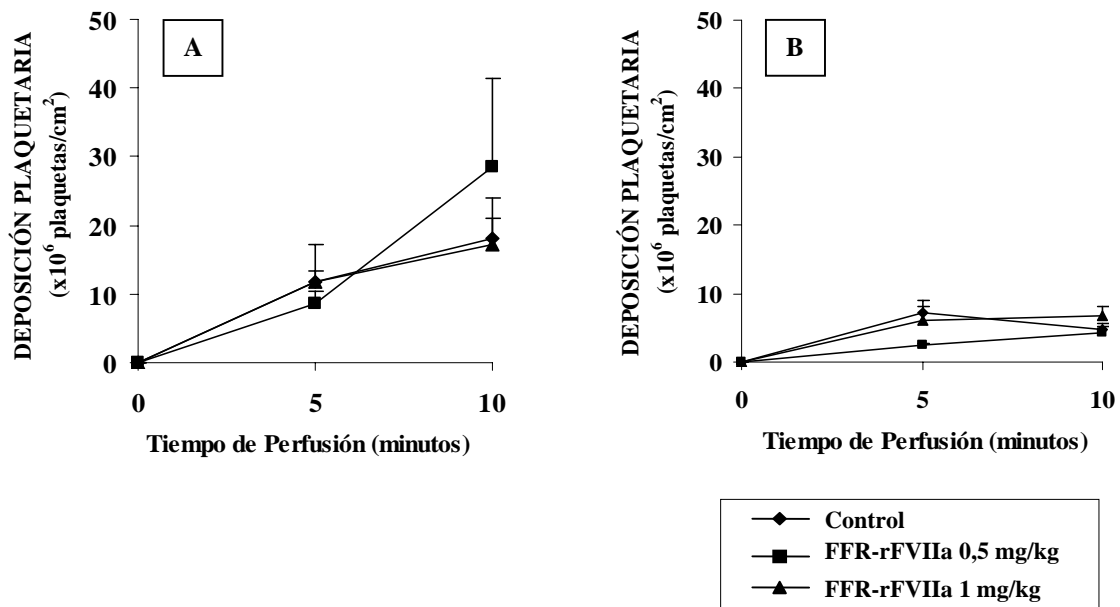 A
DEPOSICIÓN PLAQUETARIA
(x10⁶ plaquetas/cm²)
50
40
30
20
10
0
0 5 10
Tiempo de Perfusión (minutos)
B
DEPOSICIÓN PLAQUETARIA
(x10⁶ plaquetas/cm²)
50
40
30
20
10
0
0 5 10
Tiempo de Perfusión (minutos)
Control
FFR-rFVIIa 0,5 mg/kg
FFR-rFVIIa 1 mg/kg